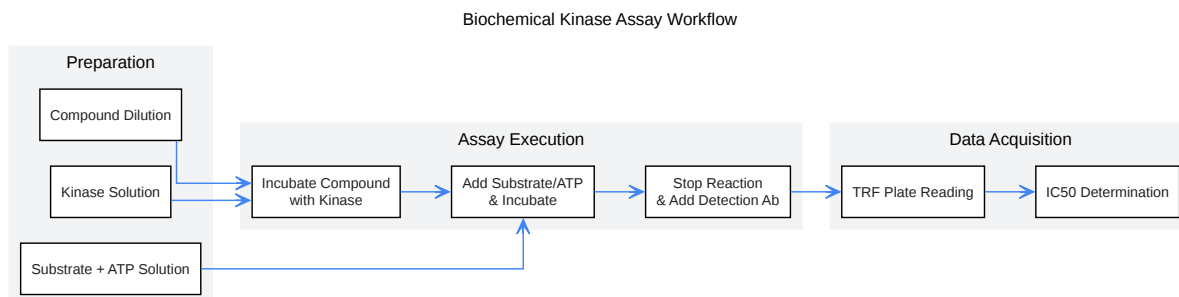 Biochemical Kinase Assay Workflow
Preparation
Compound Dilution
Kinase Solution
Substrate + ATP Solution
Assay Execution
Incubate Compound
with Kinase
Add Substrate/ATP
& Incubate
Stop Reaction
& Add Detection Ab
Data Acquisition
TRF Plate Reading
IC50 Determination